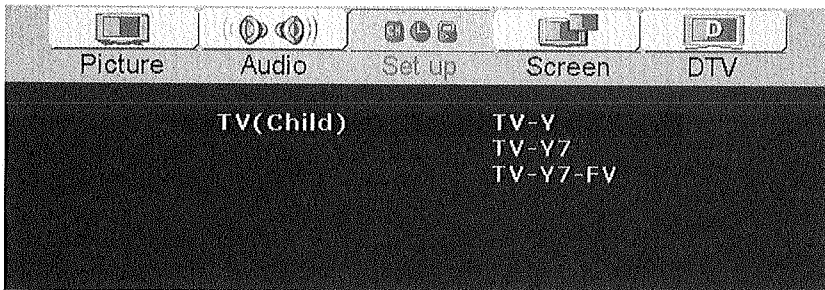 Picture Audio Set up Screen DTV
TV(Child) TV-Y
TV-Y7
TV-Y7-FV